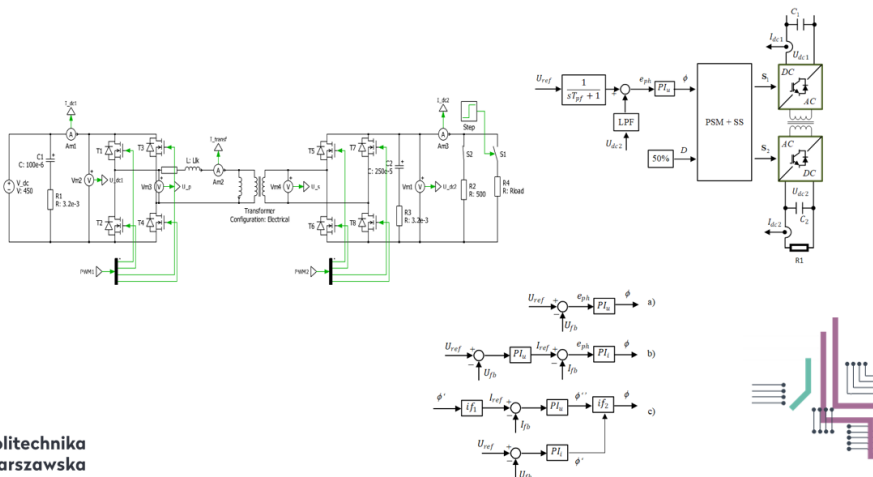 I_dc1
A
Am1
C1
C: 100e-6
R1
R: 3.2e-3
V_dc
V: 450
V
Vm2
U_dc1
T1
T3
T2
T4
L: Llk
I_transf
A
Am2
V
Vm3
U_p
Transformer
Configuration: Electrical
V
Vm4
U_s
T5
T7
T6
T8
PWM1
PWM2
C2
C: 250e-6
R3
R: 3.2e-3
U_dc2
I_dc2
A
Am3
Step
S2
S1
R2
R: 500
R4
R: Rload
U_ref
1
sT_pf + 1
+
−
LPF
U_dc2
e_ph
PI_u
ϕ
50%
D
PSM + SS
S_1
S_2
C_1
I_dc1
U_dc1
DC
AC
AC
DC
U_dc2
C_2
I_dc2
R1
U_ref + − U_fb e_ph PI_u ϕ a)
U_ref + − U_fb PI_u I_ref + − I_fb e_ph PI_i ϕ b)
ϕ' if_1 I_ref + − I_fb PI_u ϕ'' if_2 ϕ c)
U_ref + − PI_i ϕ'
olitechnika
arszawska